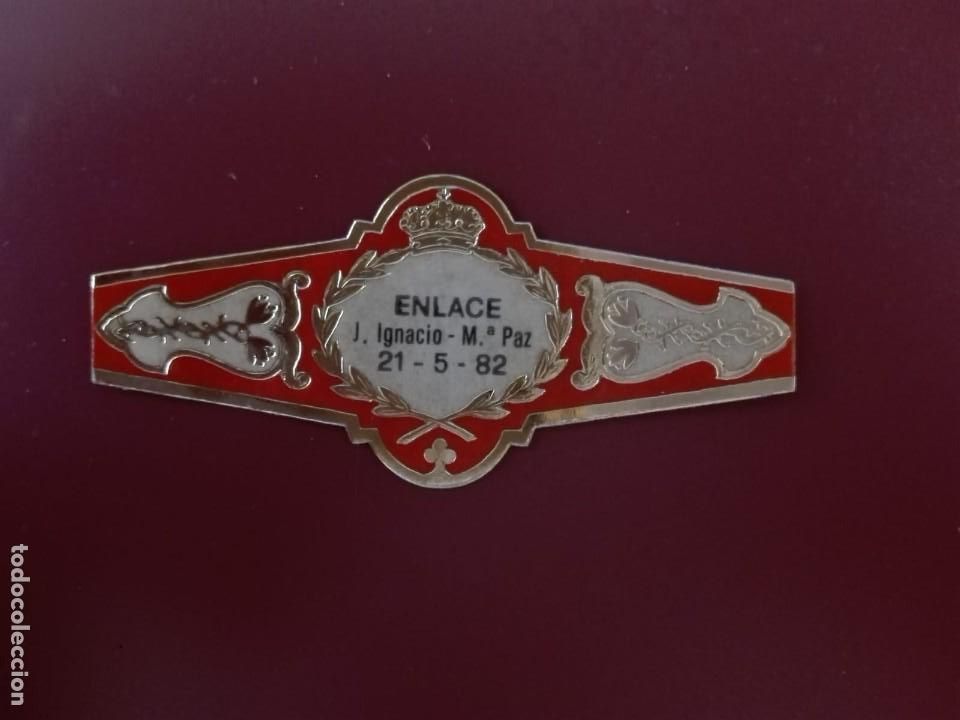 ENLACE
J. Ignacio - M.ª Paz
21 - 5 - 82
todocoleccion